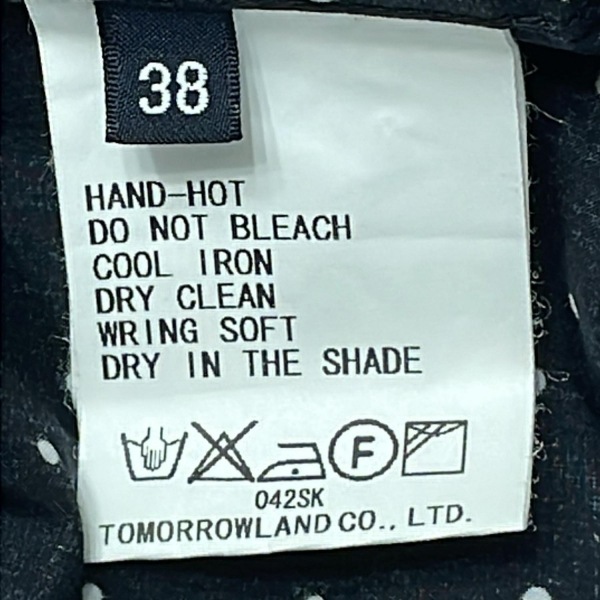 38
HAND-HOT
DO NOT BLEACH
COOL IRON
DRY CLEAN
WRING SOFT
DRY IN THE SHADE
F
042SK
TOMORROWLAND CO., LTD.